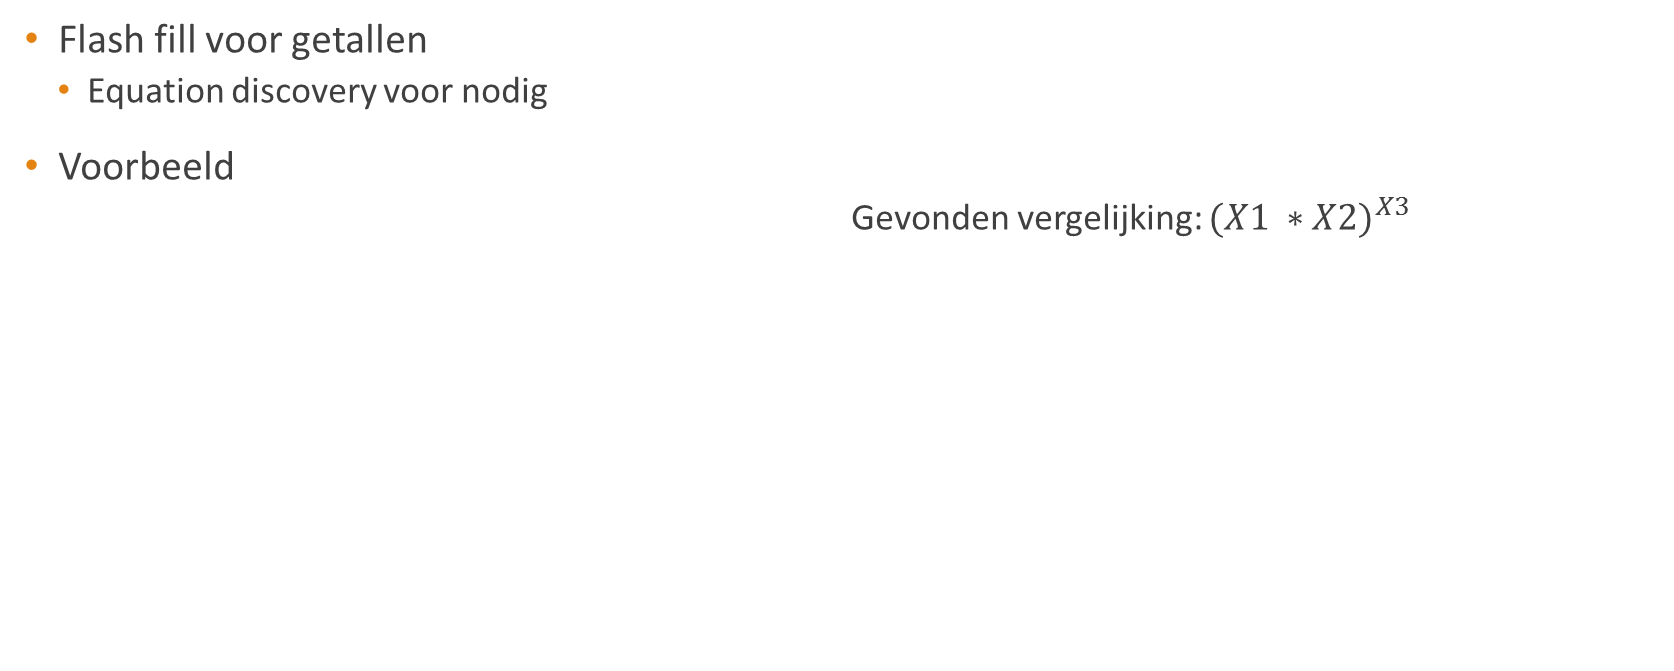 • Flash fill voor getallen
• Equation discovery voor nodig
• Voorbeeld
Gevonden vergelijking: $(X1 * X2)^{X3}$